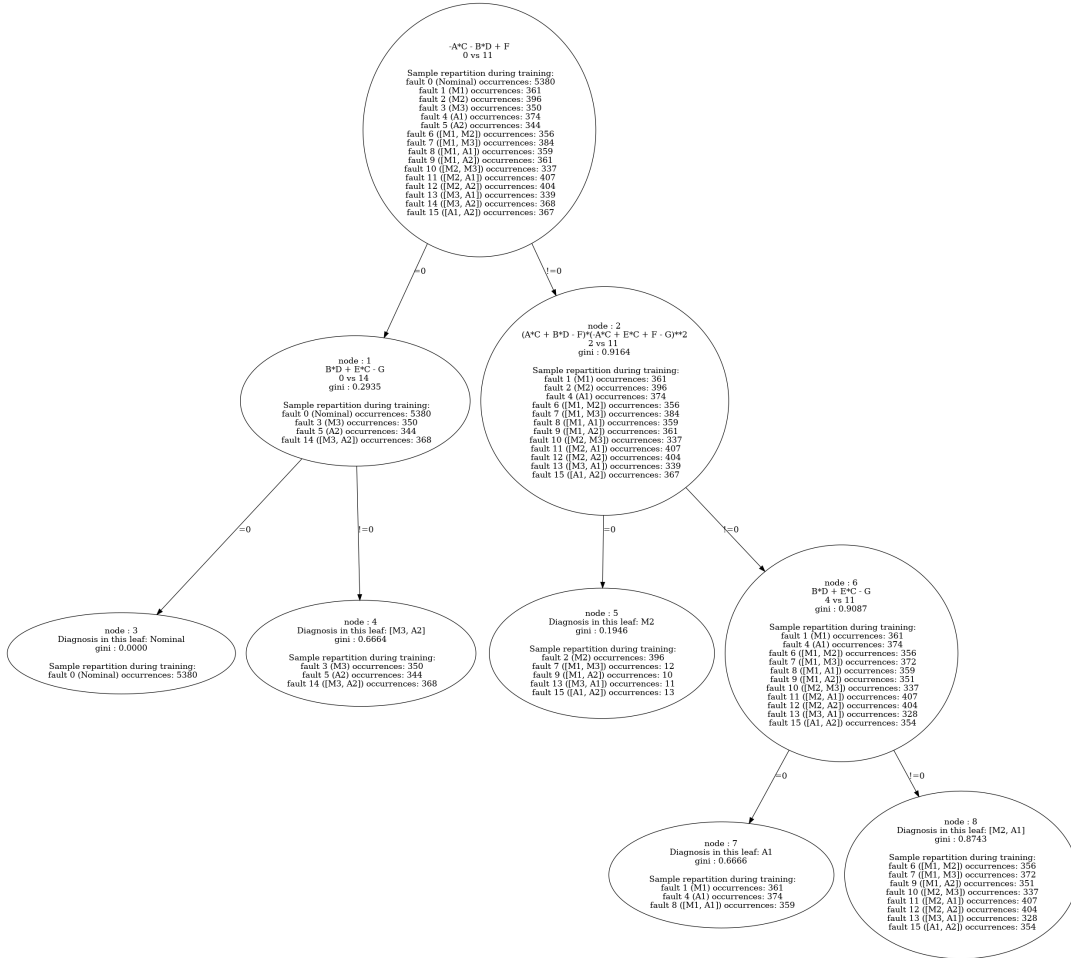 -A*C - B*D + F
0 vs 11
Sample repartition during training:
fault 0 (Nominal) occurrences: 5380
fault 1 (M1) occurrences: 361
fault 2 (M2) occurrences: 396
fault 3 (M3) occurrences: 350
fault 4 (A1) occurrences: 374
fault 5 (A2) occurrences: 344
fault 6 ([M1, M2]) occurrences: 356
fault 7 ([M1, M3]) occurrences: 384
fault 8 ([M1, A1]) occurrences: 359
fault 9 ([M1, A2]) occurrences: 361
fault 10 ([M2, M3]) occurrences: 337
fault 11 ([M2, A1]) occurrences: 407
fault 12 ([M2, A2]) occurrences: 404
fault 13 ([M3, A1]) occurrences: 339
fault 14 ([M3, A2]) occurrences: 368
fault 15 ([A1, A2]) occurrences: 367
=0
!=0
node : 1
B*D + E*C - G
0 vs 14
gini : 0.2935
Sample repartition during training:
fault 0 (Nominal) occurrences: 5380
fault 3 (M3) occurrences: 350
fault 5 (A2) occurrences: 344
fault 14 ([M3, A2]) occurrences: 368
node : 2
(A*C + B*D - F)*(-A*C + E*C + F - G)**2
2 vs 11
gini : 0.9164
Sample repartition during training:
fault 1 (M1) occurrences: 361
fault 2 (M2) occurrences: 396
fault 4 (A1) occurrences: 374
fault 6 ([M1, M2]) occurrences: 356
fault 7 ([M1, M3]) occurrences: 384
fault 8 ([M1, A1]) occurrences: 359
fault 9 ([M1, A2]) occurrences: 361
fault 10 ([M2, M3]) occurrences: 337
fault 11 ([M2, A1]) occurrences: 407
fault 12 ([M2, A2]) occurrences: 404
fault 13 ([M3, A1]) occurrences: 339
fault 15 ([A1, A2]) occurrences: 367
=0
!=0
=0
!=0
node : 3
Diagnosis in this leaf: Nominal
gini : 0.0000
Sample repartition during training:
fault 0 (Nominal) occurrences: 5380
node : 4
Diagnosis in this leaf: [M3, A2]
gini : 0.6664
Sample repartition during training:
fault 3 (M3) occurrences: 350
fault 5 (A2) occurrences: 344
fault 14 ([M3, A2]) occurrences: 368
node : 5
Diagnosis in this leaf: M2
gini : 0.1946
Sample repartition during training:
fault 2 (M2) occurrences: 396
fault 7 ([M1, M3]) occurrences: 12
fault 9 ([M1, A2]) occurrences: 10
fault 13 ([M3, A1]) occurrences: 11
fault 15 ([A1, A2]) occurrences: 13
node : 6
B*D + E*C - G
4 vs 11
gini : 0.9087
Sample repartition during training:
fault 1 (M1) occurrences: 361
fault 4 (A1) occurrences: 374
fault 6 ([M1, M2]) occurrences: 356
fault 7 ([M1, M3]) occurrences: 372
fault 8 ([M1, A1]) occurrences: 359
fault 9 ([M1, A2]) occurrences: 351
fault 10 ([M2, M3]) occurrences: 337
fault 11 ([M2, A1]) occurrences: 407
fault 12 ([M2, A2]) occurrences: 404
fault 13 ([M3, A1]) occurrences: 328
fault 15 ([A1, A2]) occurrences: 354
=0
!=0
node : 7
Diagnosis in this leaf: A1
gini : 0.6666
Sample repartition during training:
fault 1 (M1) occurrences: 361
fault 4 (A1) occurrences: 374
fault 8 ([M1, A1]) occurrences: 359
node : 8
Diagnosis in this leaf: [M2, A1]
gini : 0.8743
Sample repartition during training:
fault 6 ([M1, M2]) occurrences: 356
fault 7 ([M1, M3]) occurrences: 372
fault 9 ([M1, A2]) occurrences: 351
fault 10 ([M2, M3]) occurrences: 337
fault 11 ([M2, A1]) occurrences: 407
fault 12 ([M2, A2]) occurrences: 404
fault 13 ([M3, A1]) occurrences: 328
fault 15 ([A1, A2]) occurrences: 354